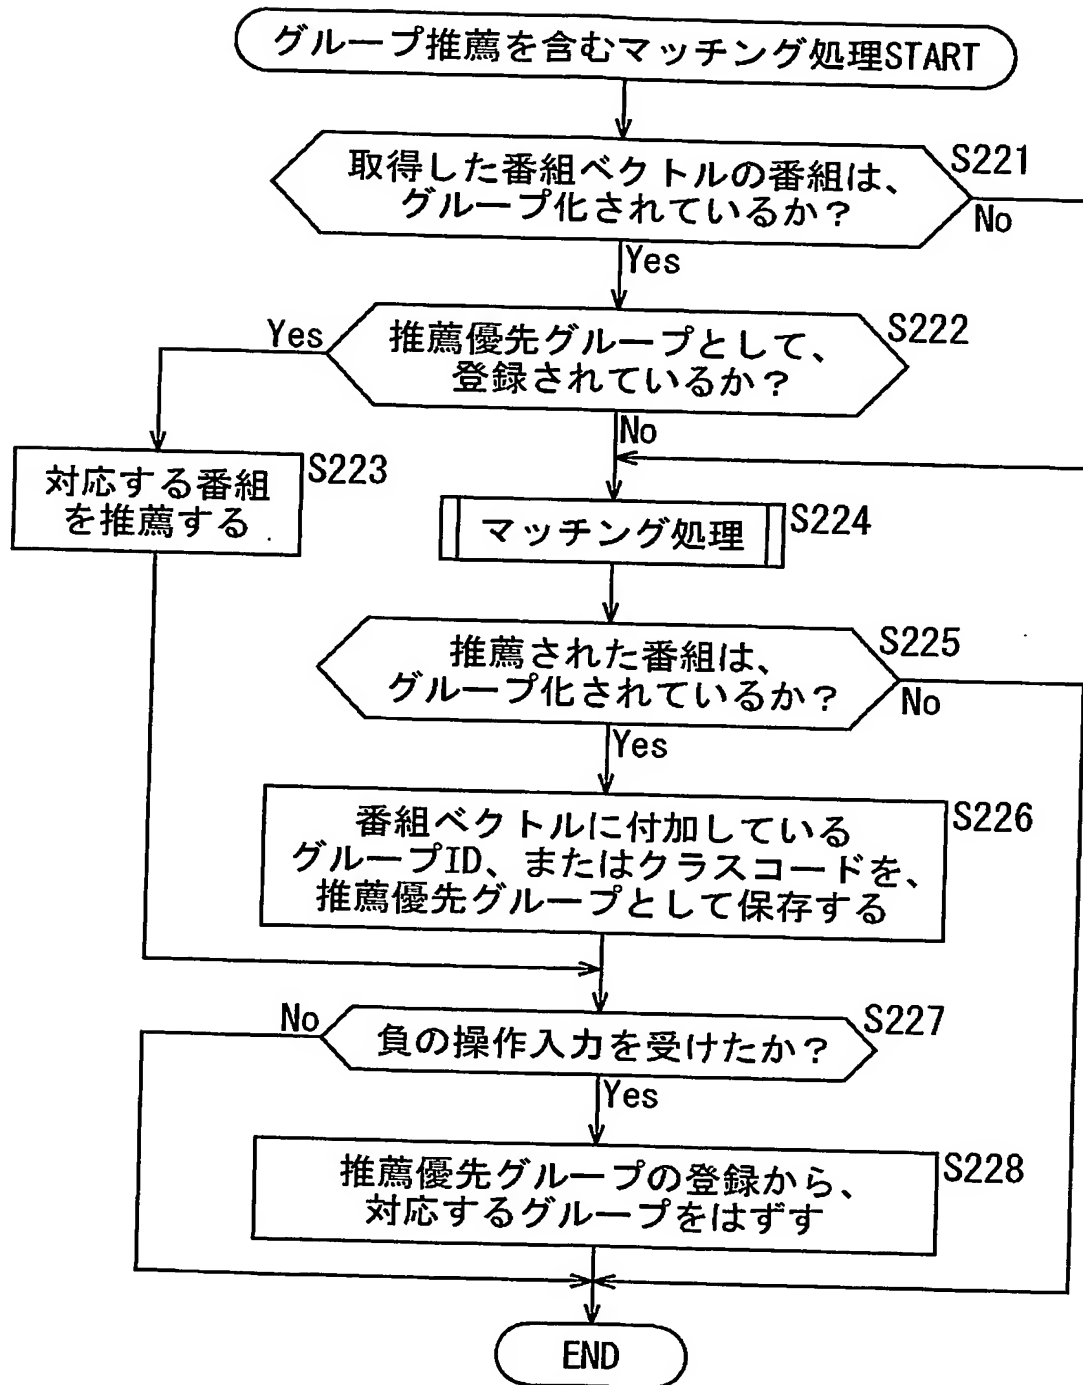 グループ推薦を含むマッチング処理START
取得した番組ベクトルの番組は、
グループ化されているか？
S221
No
Yes
推薦優先グループとして、
登録されているか？
S222
Yes
No
対応する番組
を推薦する
S223
マッチング処理
S224
推薦された番組は、
グループ化されているか？
S225
No
Yes
番組ベクトルに付加している
グループID、またはクラスコードを、
推薦優先グループとして保存する
S226
負の操作入力を受けたか？
S227
No
Yes
推薦優先グループの登録から、
対応するグループをはずす
S228
END